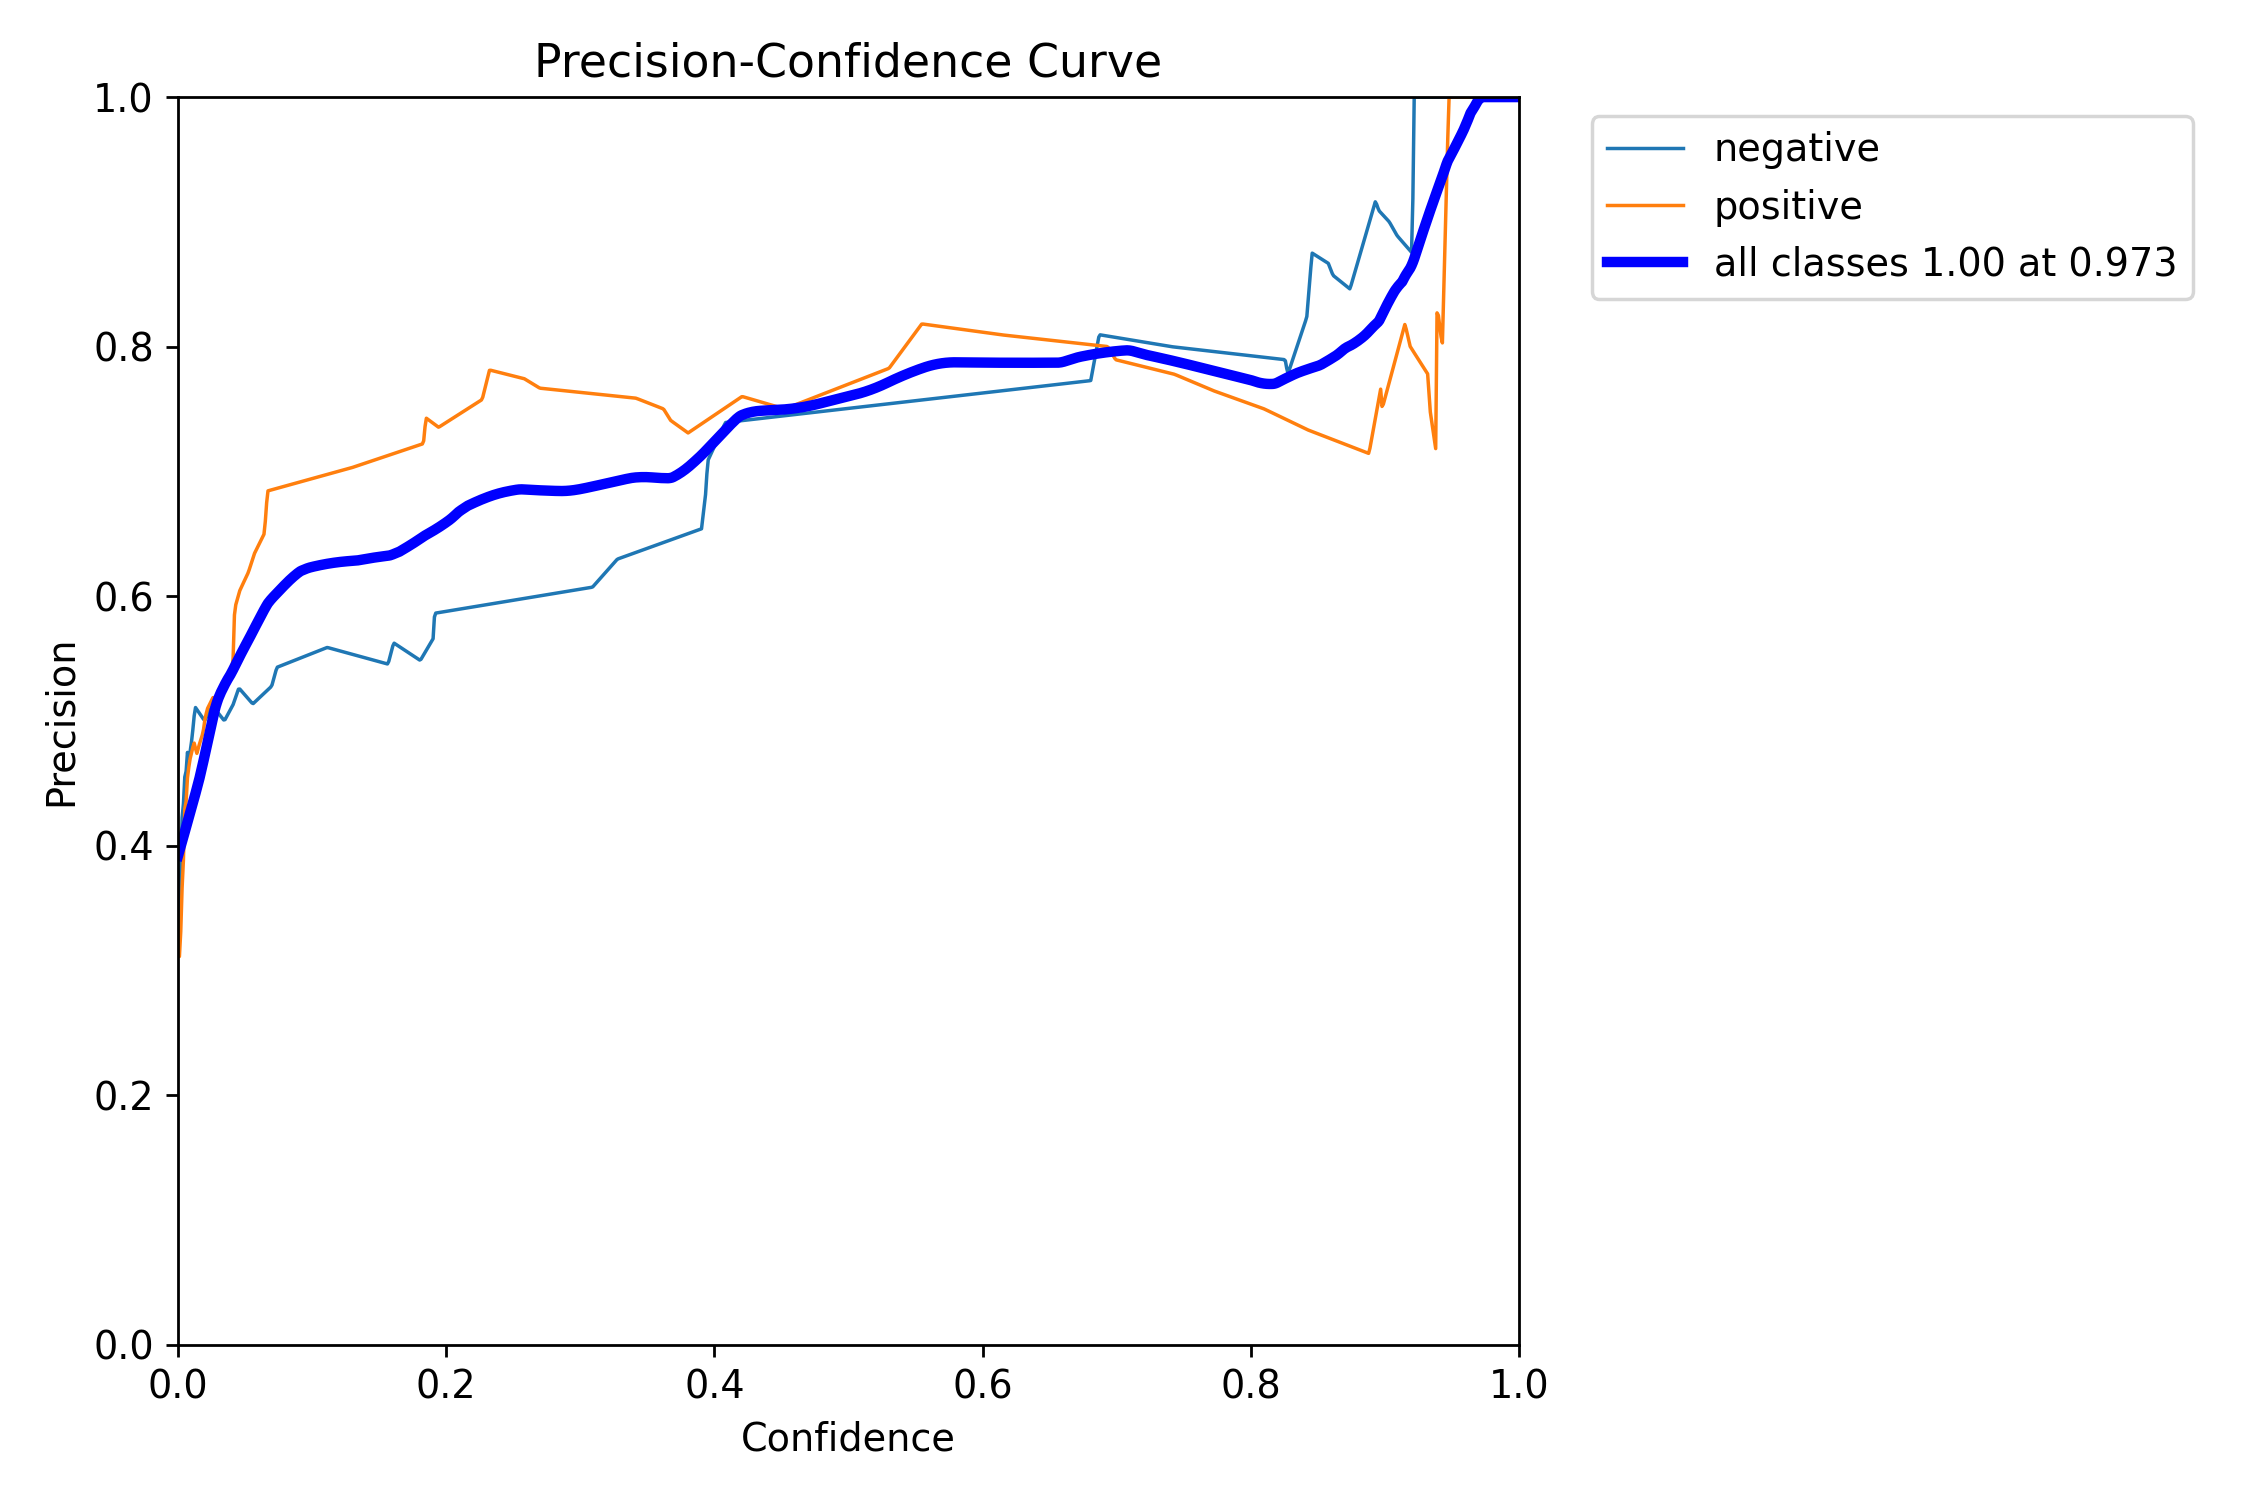 Precision-Confidence Curve
1.0
0.8
0.6
0.4
0.2
0.0
Precision
0.0 0.2 0.4 0.6 0.8 1.0
Confidence
negative
positive
all classes 1.00 at 0.973